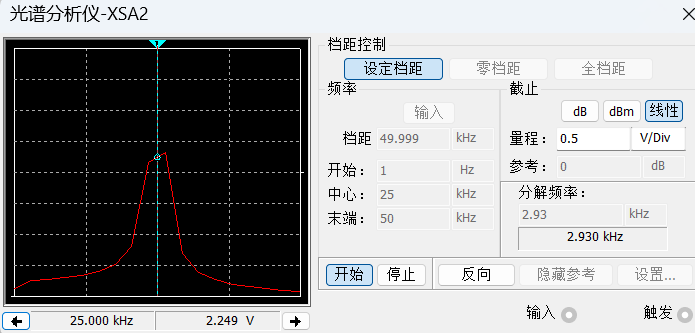 光谱分析仪-XSA2
档距控制
设定档距 零档距 全档距
频率
输入
档距 49.999 kHz
开始: 1 Hz
中心: 25 kHz
末端: 50 kHz
截止
dB dBm 线性
量程: 0.5 V/Div
参考: 0 dB
分解频率:
2.93 kHz
2.930 kHz
开始 停止 反向 隐藏参考 设置...
25.000 kHz 2.249 V
输入 触发